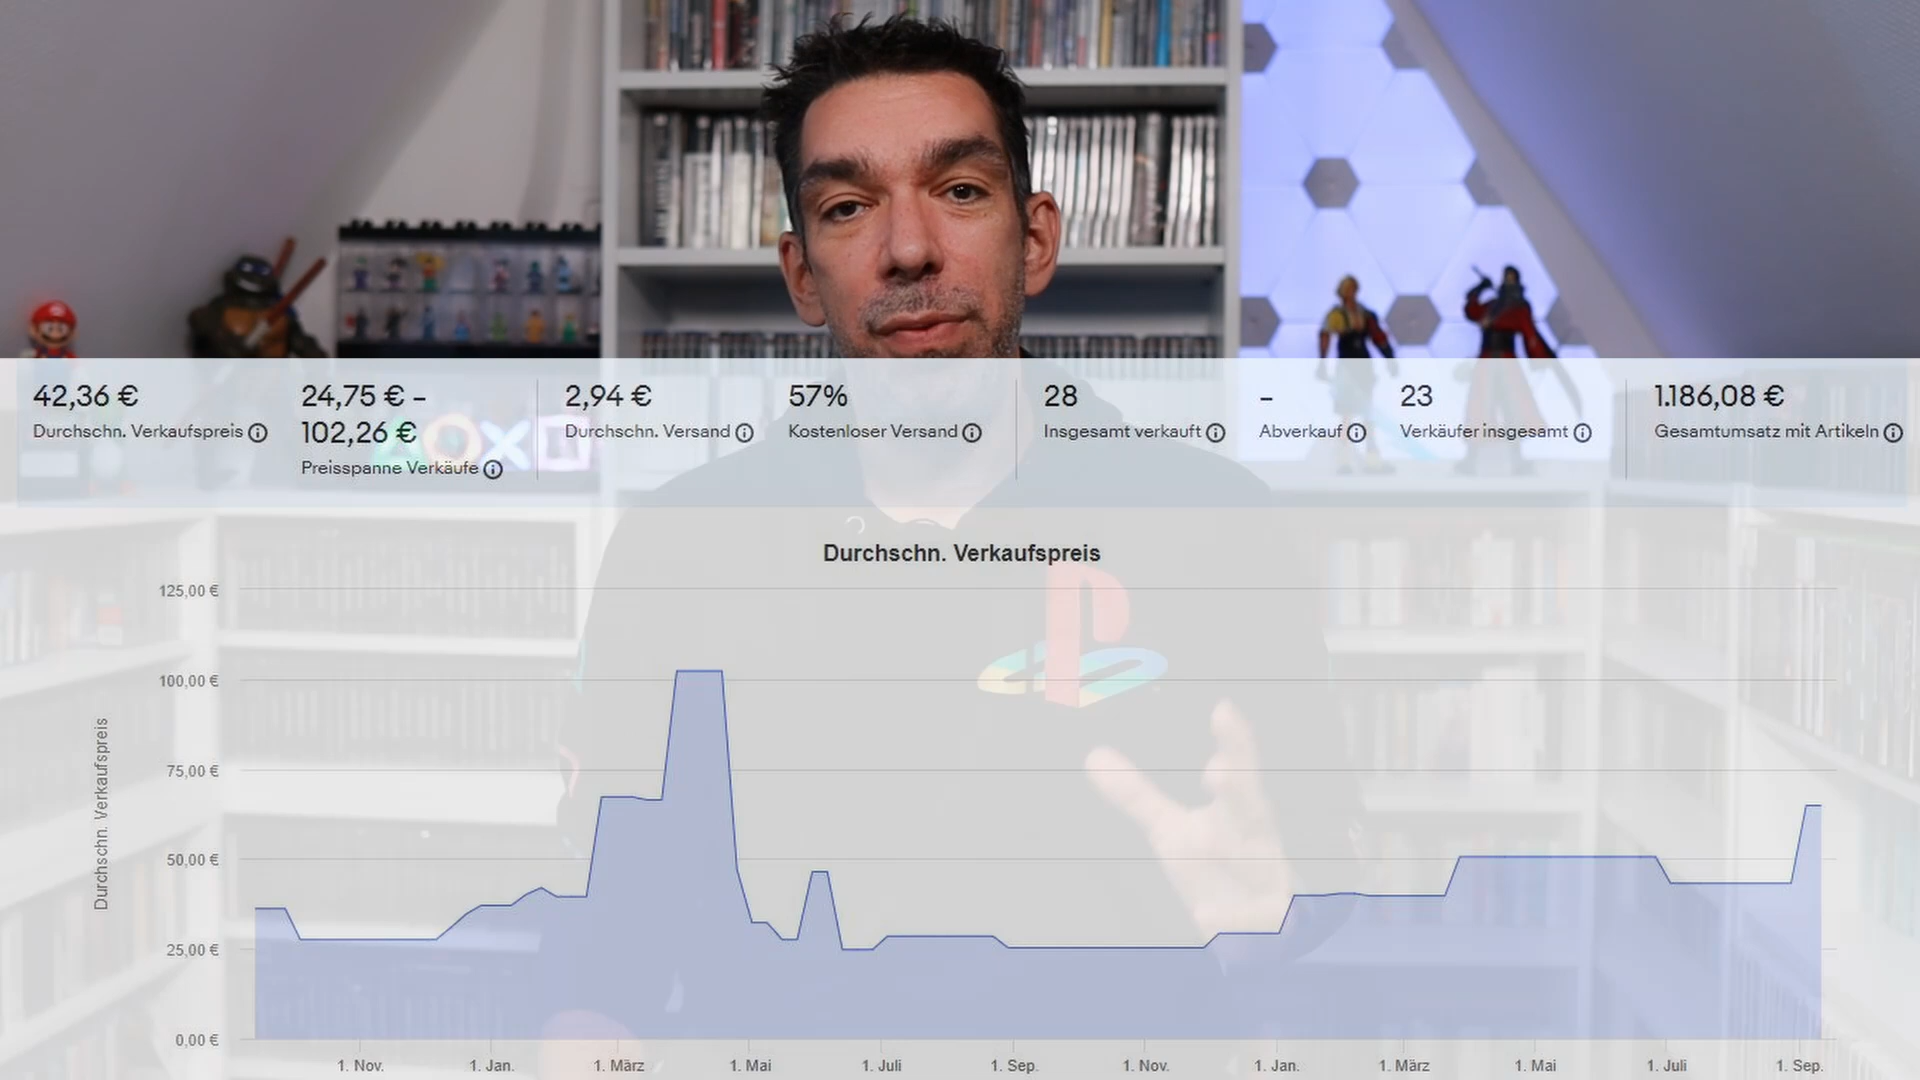 42,36 €
Durchschn. Verkaufspreis
24,75 € –
102,26 €
Preisspanne Verkäufe
2,94 €
Durchschn. Versand
57%
Kostenloser Versand
28
Insgesamt verkauft
–
Abverkauf
23
Verkäufer insgesamt
1.186,08 €
Gesamtumsatz mit Artikeln
Durchschn. Verkaufspreis
125,00 €
100,00 €
75,00 €
50,00 €
25,00 €
0,00 €
Durchschn. Verkaufspreis
1. Nov.
1. Jan.
1. März
1. Mai
1. Juli
1. Sep.
1. Nov.
1. Jan.
1. März
1. Mai
1. Juli
1. Sep.